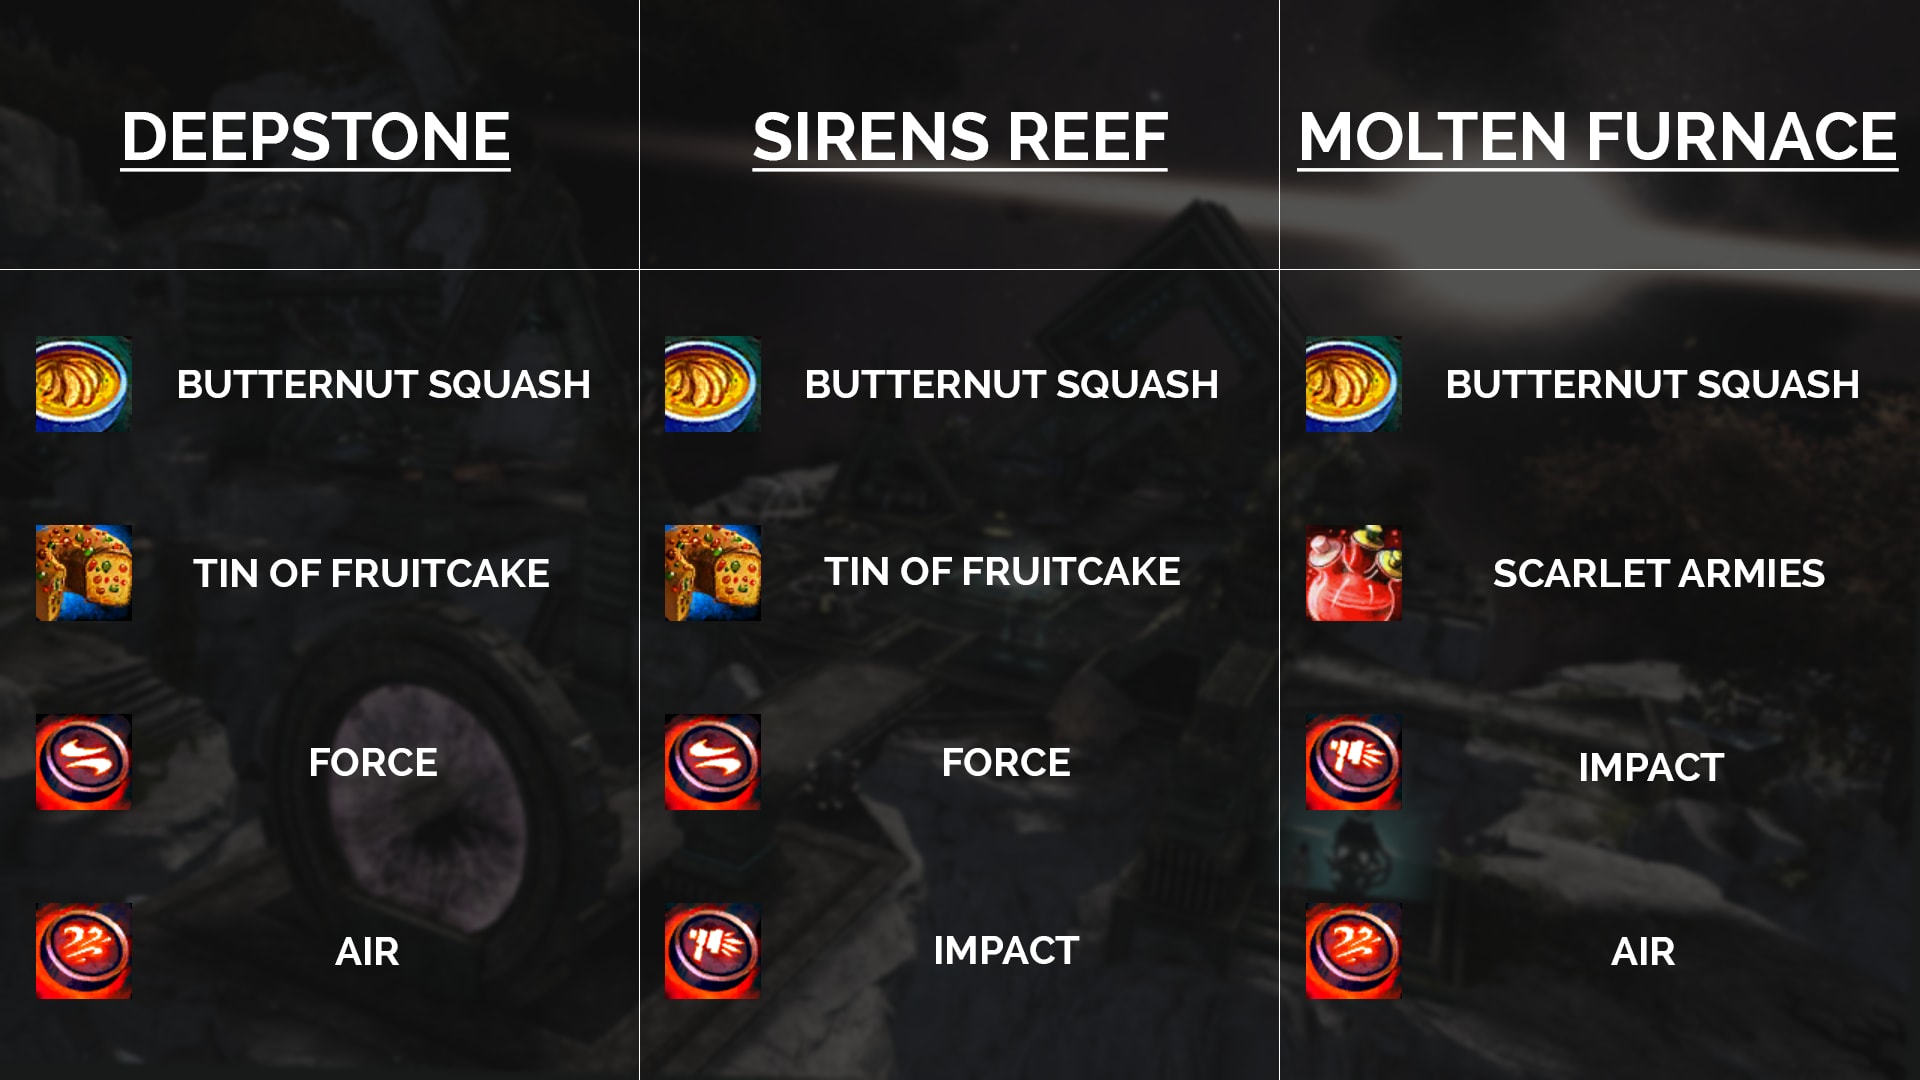 DEEPSTONE
SIRENS REEF
MOLTEN FURNACE
BUTTERNUT SQUASH
BUTTERNUT SQUASH
BUTTERNUT SQUASH
TIN OF FRUITCAKE
TIN OF FRUITCAKE
SCARLET ARMIES
FORCE
FORCE
IMPACT
AIR
IMPACT
AIR